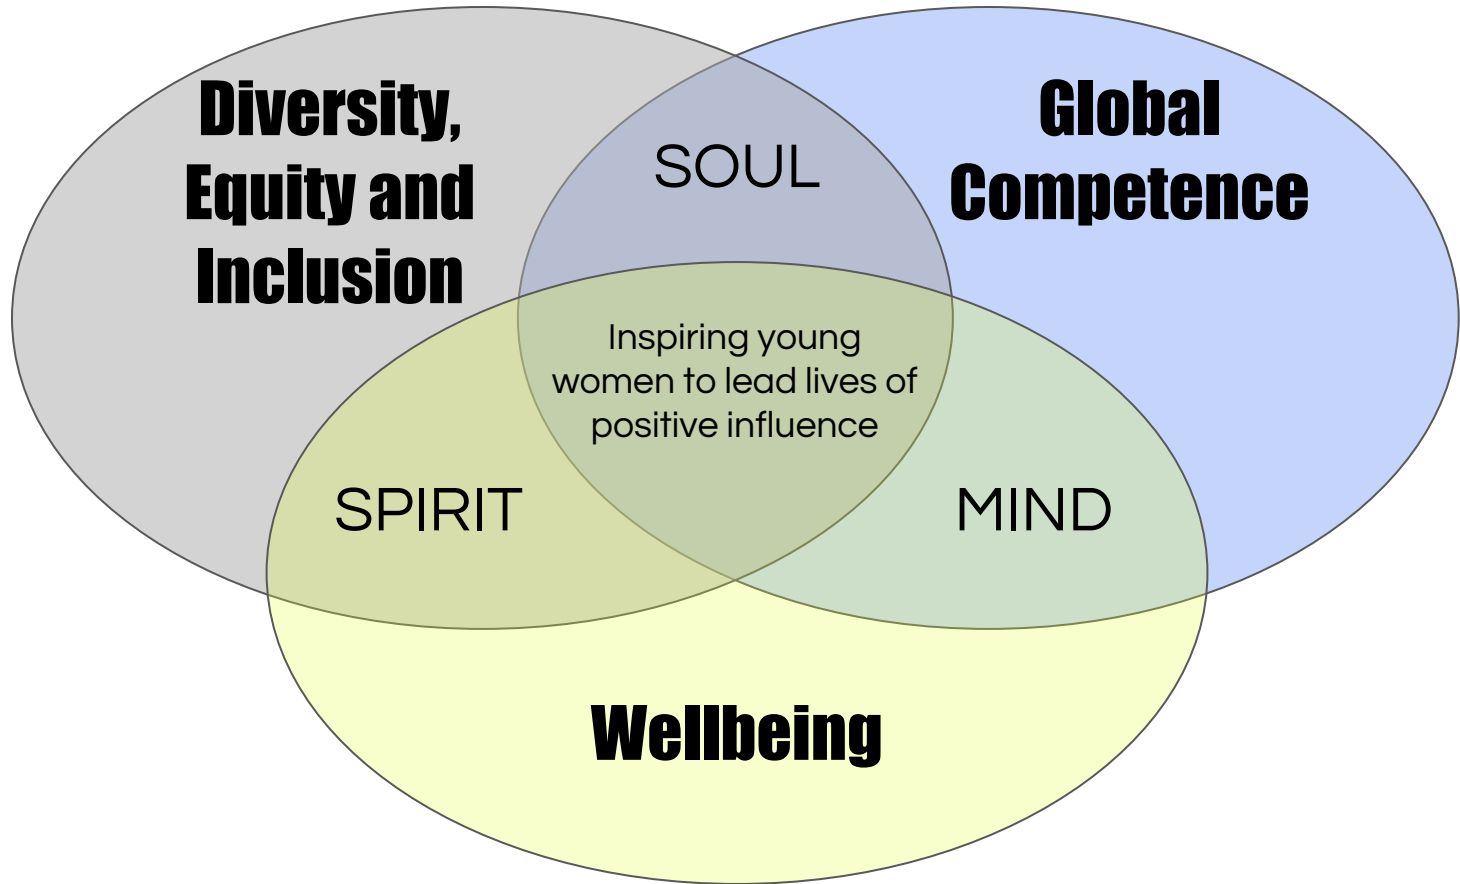 Diversity,
Equity and
Inclusion
Global
Competence
SOUL
Inspiring young
women to lead lives of
positive influence
SPIRIT
MIND
Wellbeing